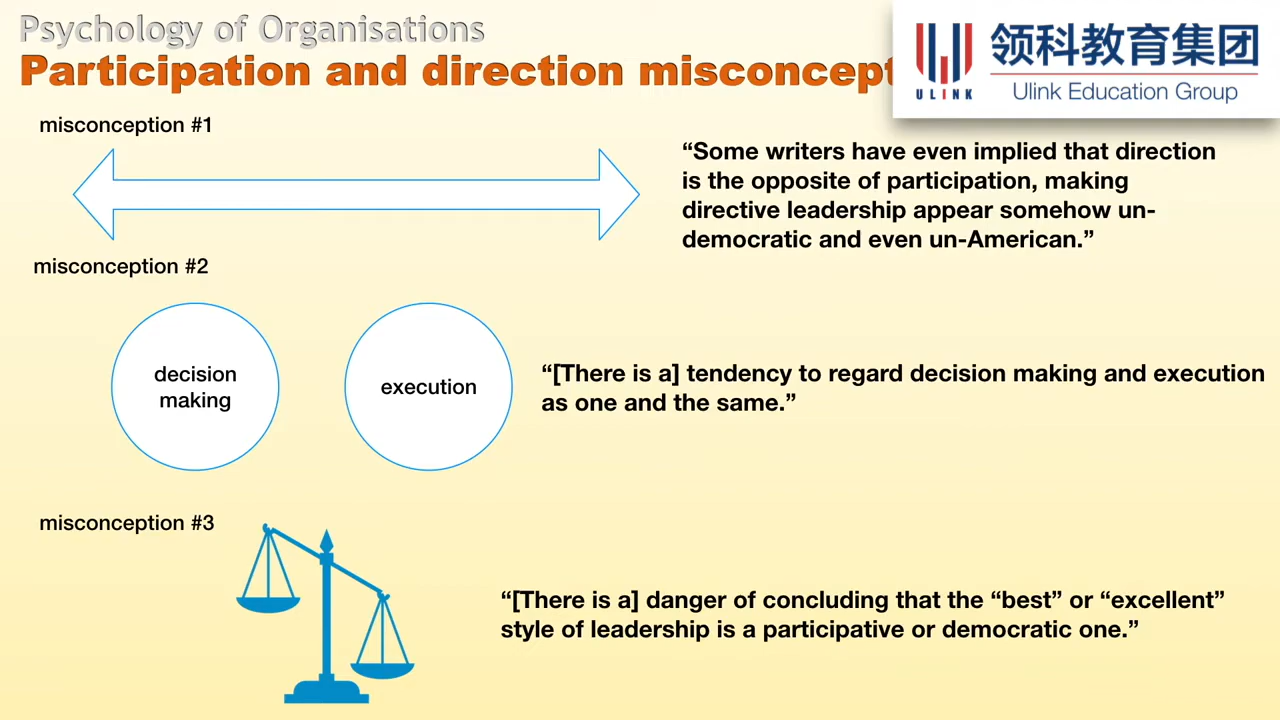 Psychology of Organisations
Participation and direction misconcept
ULINK
领科教育集团
Ulink Education Group
misconception #1
“Some writers have even implied that direction
is the opposite of participation, making
directive leadership appear somehow un-
democratic and even un-American.”
misconception #2
decision
making
execution
“[There is a] tendency to regard decision making and execution
as one and the same.”
misconception #3
“[There is a] danger of concluding that the “best” or “excellent”
style of leadership is a participative or democratic one.”